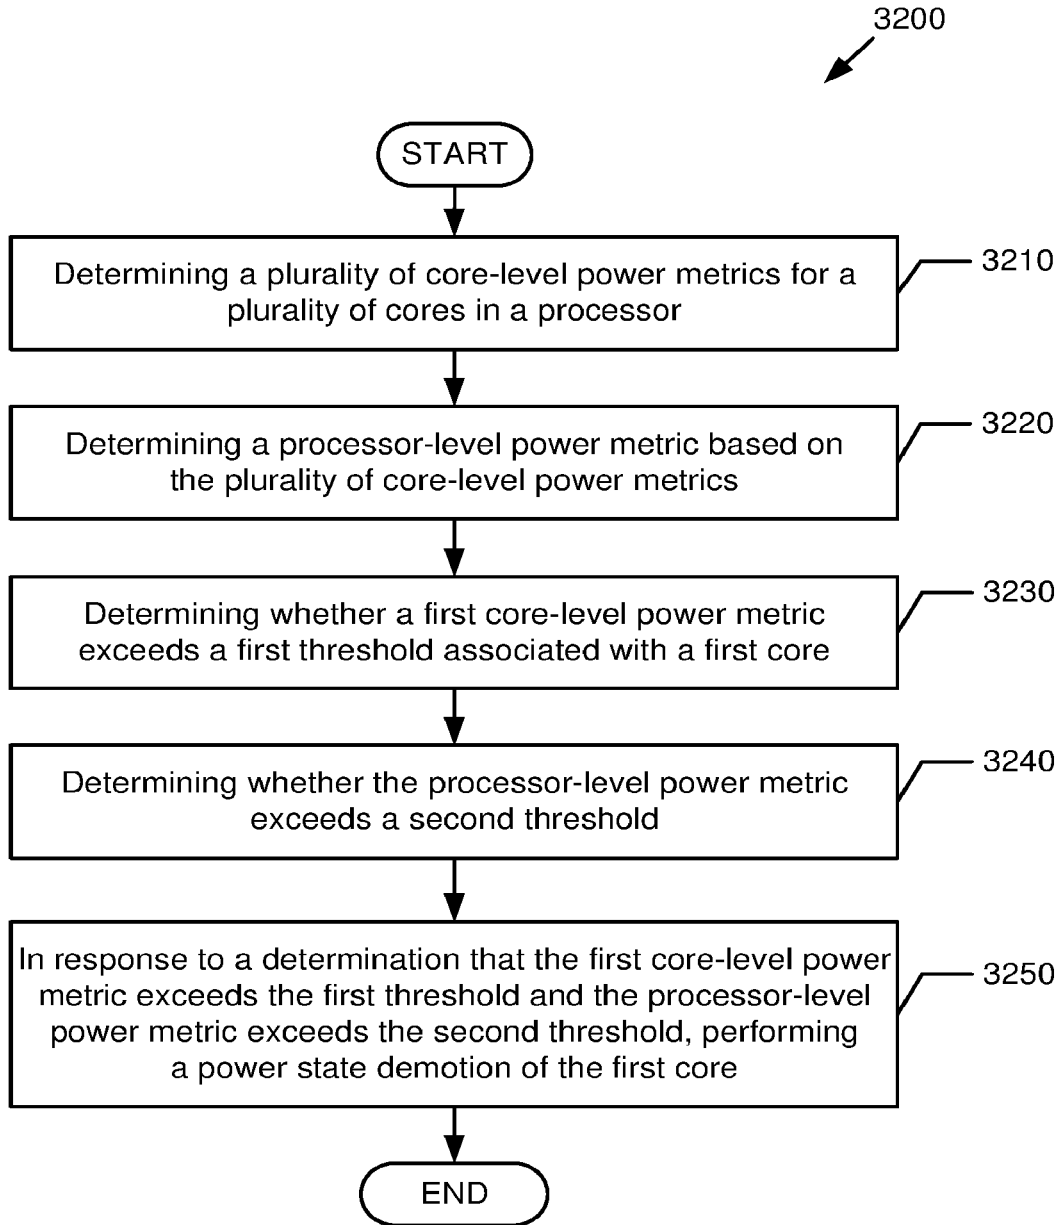 3200
START
Determining a plurality of core-level power metrics for a
plurality of cores in a processor
3210
Determining a processor-level power metric based on
the plurality of core-level power metrics
3220
Determining whether a first core-level power metric
exceeds a first threshold associated with a first core
3230
Determining whether the processor-level power metric
exceeds a second threshold
3240
In response to a determination that the first core-level power
metric exceeds the first threshold and the processor-level
power metric exceeds the second threshold, performing
a power state demotion of the first core
3250
END